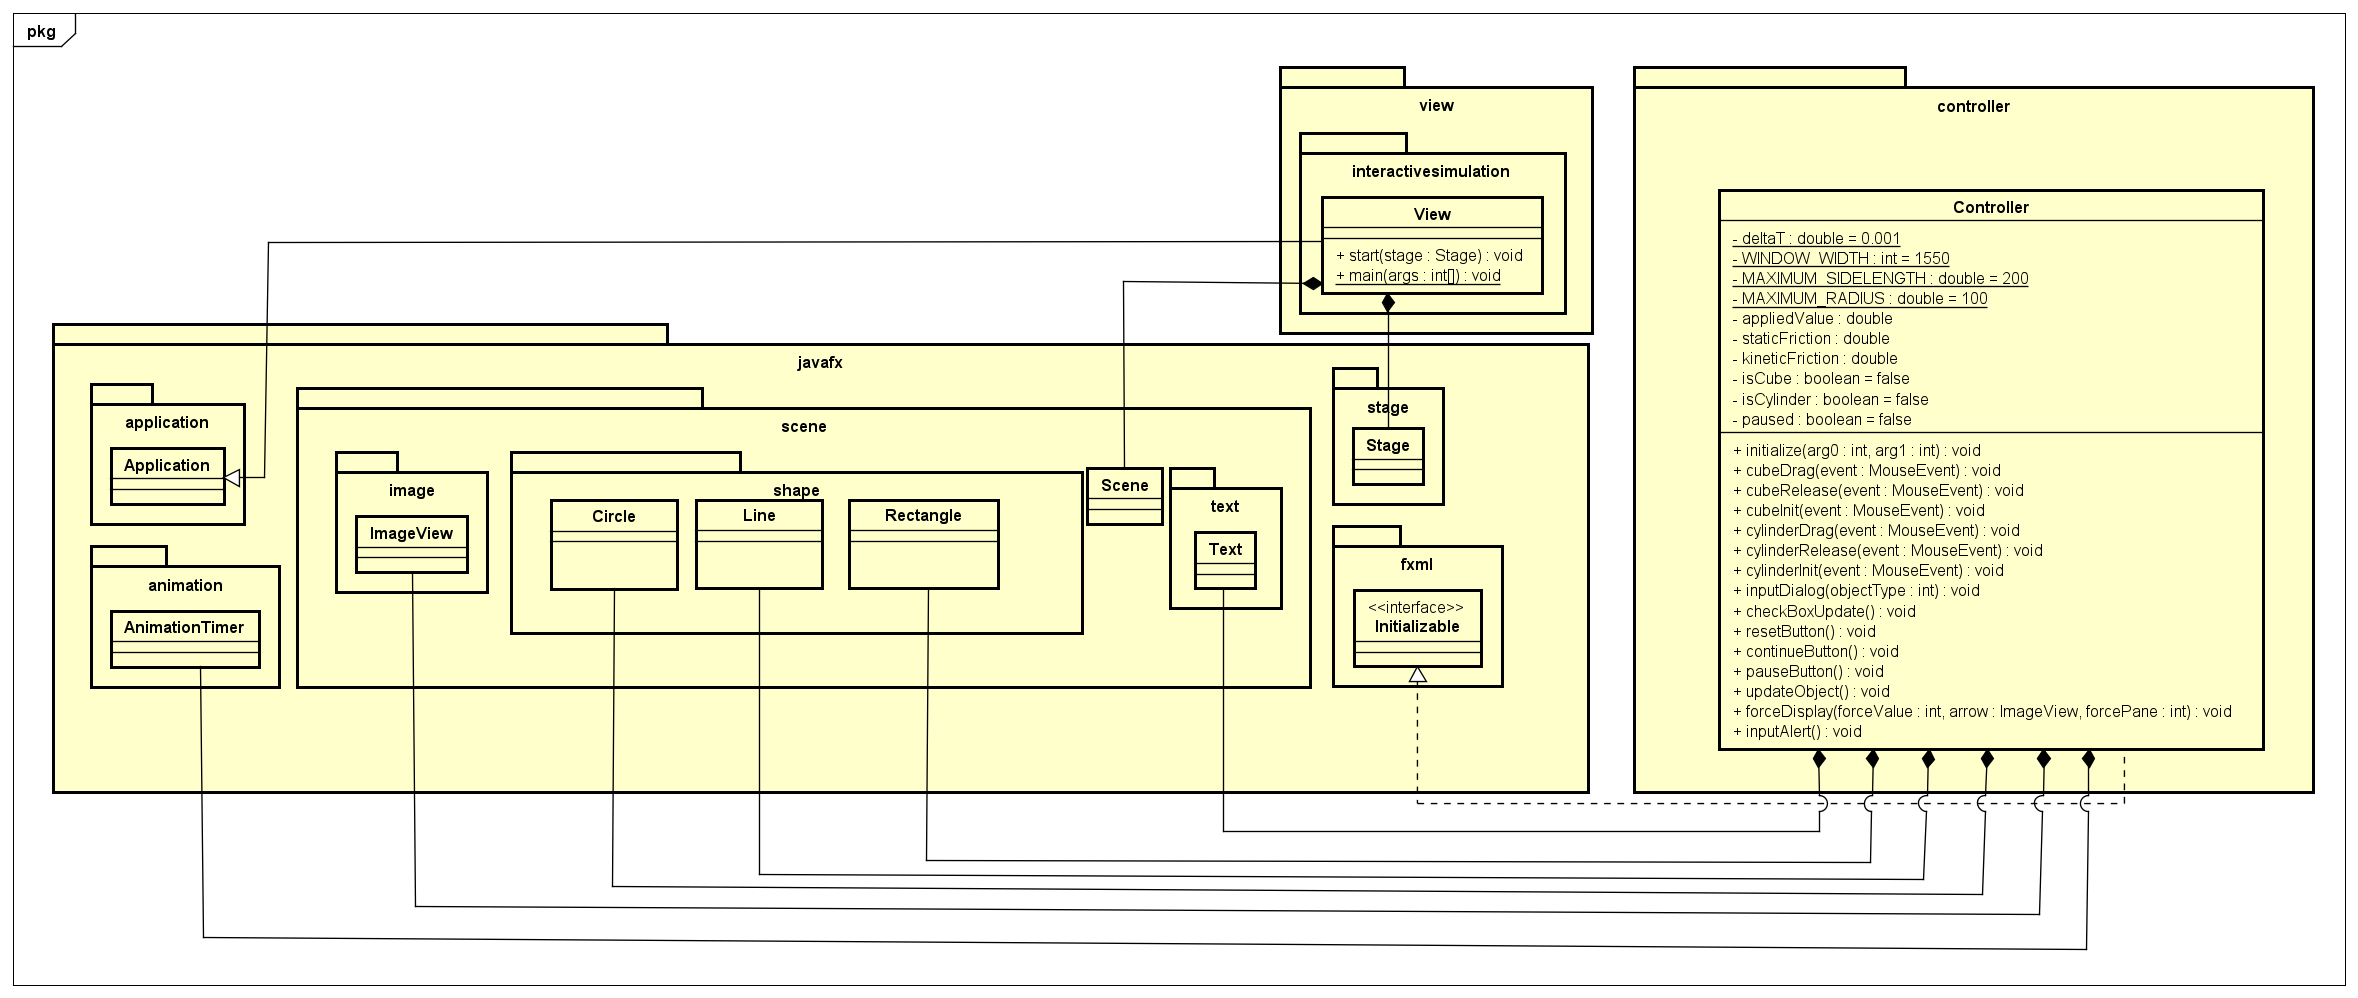 pkg
view
interactivesimulation
View
+ start(stage : Stage) : void
+ main(args : int[]) : void
controller
Controller
- deltaT : double = 0.001
- WINDOW_WIDTH : int = 1550
- MAXIMUM_SIDELENGTH : double = 200
- MAXIMUM_RADIUS : double = 100
- appliedValue : double
- staticFriction : double
- kineticFriction : double
- isCube : boolean = false
- isCylinder : boolean = false
- paused : boolean = false
+ initialize(arg0 : int, arg1 : int) : void
+ cubeDrag(event : MouseEvent) : void
+ cubeRelease(event : MouseEvent) : void
+ cubeInit(event : MouseEvent) : void
+ cylinderDrag(event : MouseEvent) : void
+ cylinderRelease(event : MouseEvent) : void
+ cylinderInit(event : MouseEvent) : void
+ inputDialog(objectType : int) : void
+ checkBoxUpdate() : void
+ resetButton() : void
+ continueButton() : void
+ pauseButton() : void
+ updateObject() : void
+ forceDisplay(forceValue : int, arrow : ImageView, forcePane : int) : void
+ inputAlert() : void
javafx
application
Application
animation
AnimationTimer
scene
image
ImageView
shape
Circle
Line
Rectangle
Scene
text
Text
stage
Stage
fxml
<<interface>>
Initializable